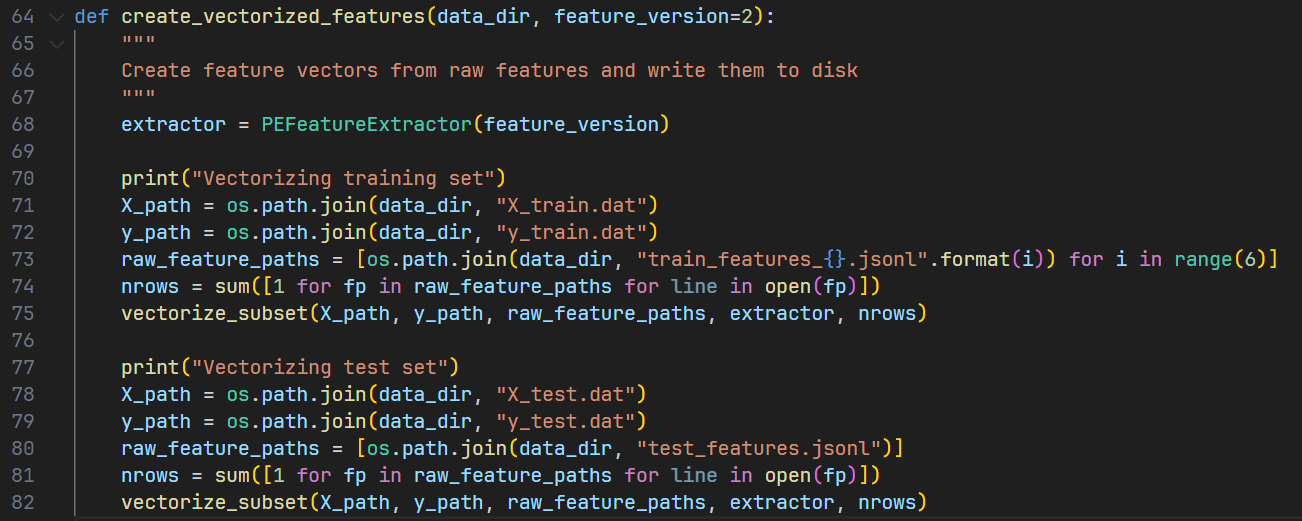 64 def create_vectorized_features(data_dir, feature_version=2):
65     """
66     Create feature vectors from raw features and write them to disk
67     """
68     extractor = PEFeatureExtractor(feature_version)
69
70     print("Vectorizing training set")
71     X_path = os.path.join(data_dir, "X_train.dat")
72     y_path = os.path.join(data_dir, "y_train.dat")
73     raw_feature_paths = [os.path.join(data_dir, "train_features_{}.jsonl".format(i)) for i in range(6)]
74     nrows = sum([1 for fp in raw_feature_paths for line in open(fp)])
75     vectorize_subset(X_path, y_path, raw_feature_paths, extractor, nrows)
76
77     print("Vectorizing test set")
78     X_path = os.path.join(data_dir, "X_test.dat")
79     y_path = os.path.join(data_dir, "y_test.dat")
80     raw_feature_paths = [os.path.join(data_dir, "test_features.jsonl")]
81     nrows = sum([1 for fp in raw_feature_paths for line in open(fp)])
82     vectorize_subset(X_path, y_path, raw_feature_paths, extractor, nrows)